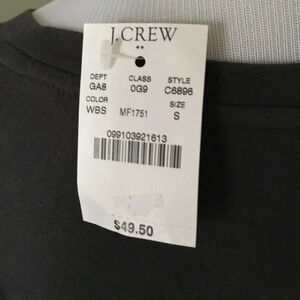 J.CREW
DEPT CLASS STYLE
GA8 0G9 C6896
COLOR SIZE
WBS MF1751 S
099103921613
$49.50